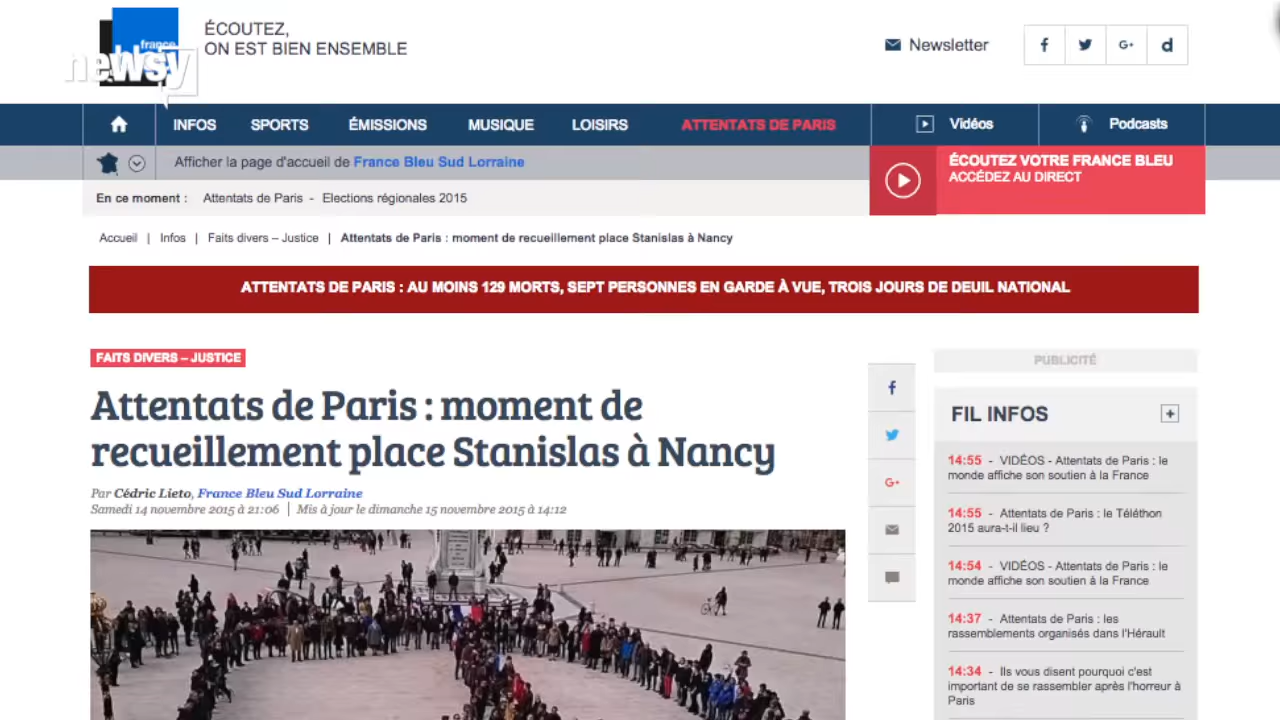 ÉCOUTEZ,
ON EST BIEN ENSEMBLE
france
newsy
Newsletter
INFOS SPORTS ÉMISSIONS MUSIQUE LOISIRS ATTENTATS DE PARIS Vidéos Podcasts
Afficher la page d'accueil de France Bleu Sud Lorraine
ÉCOUTEZ VOTRE FRANCE BLEU
ACCÉDEZ AU DIRECT
En ce moment : Attentats de Paris - Elections régionales 2015
Accueil | Infos | Faits divers – Justice | Attentats de Paris : moment de recueillement place Stanislas à Nancy
ATTENTATS DE PARIS : AU MOINS 129 MORTS, SEPT PERSONNES EN GARDE À VUE, TROIS JOURS DE DEUIL NATIONAL
FAITS DIVERS – JUSTICE
Attentats de Paris : moment de
recueillement place Stanislas à Nancy
Par Cédric Lieto, France Bleu Sud Lorraine
Samedi 14 novembre 2015 à 21:06 | Mis à jour le dimanche 15 novembre 2015 à 14:12
PUBLICITÉ
FIL INFOS
14:55 - VIDÉOS - Attentats de Paris : le
monde affiche son soutien à la France
14:55 - Attentats de Paris : le Téléthon
2015 aura-t-il lieu ?
14:54 - VIDÉOS - Attentats de Paris : le
monde affiche son soutien à la France
14:37 - Attentats de Paris : les
rassemblements organisés dans l'Hérault
14:34 - Ils vous disent pourquoi c'est
important de se rassembler après l'horreur à
Paris